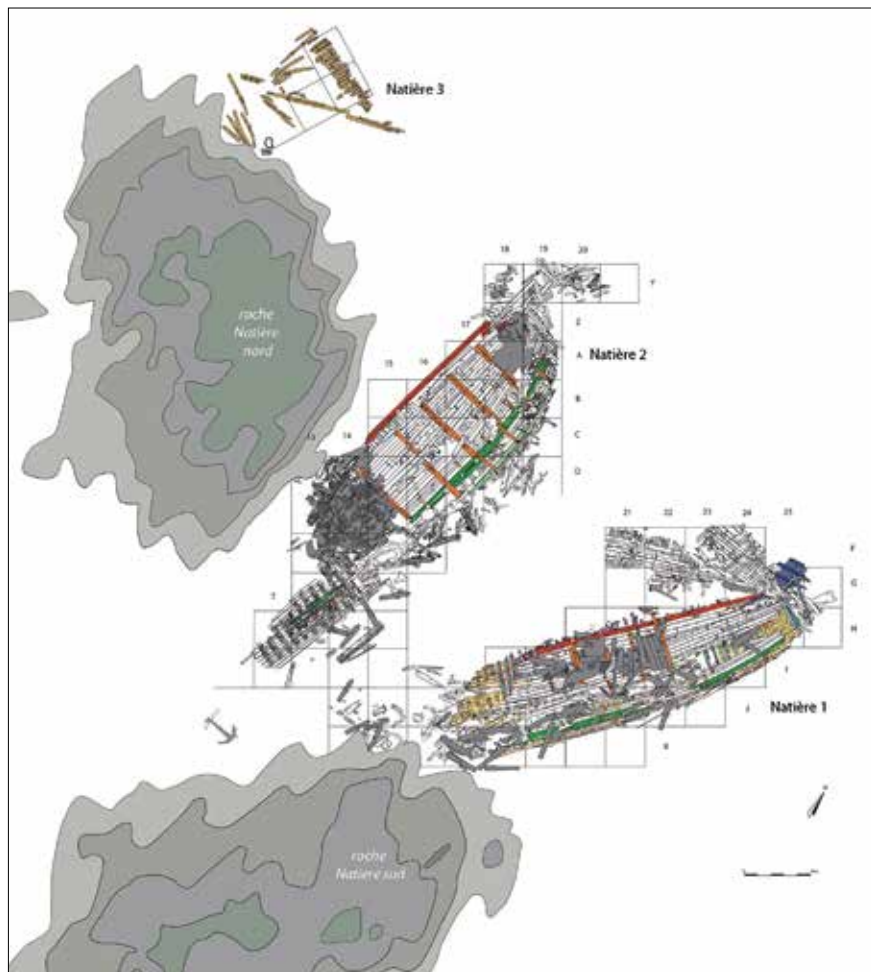 Natière 3
roche
Natière
nord
18 19 20
Y
Z
17
Natière 2
A
16
15
B
C
13 14
D
21 22 23 24 25
F
G
H
I
J
Natière 1
K
roche
Natière sud